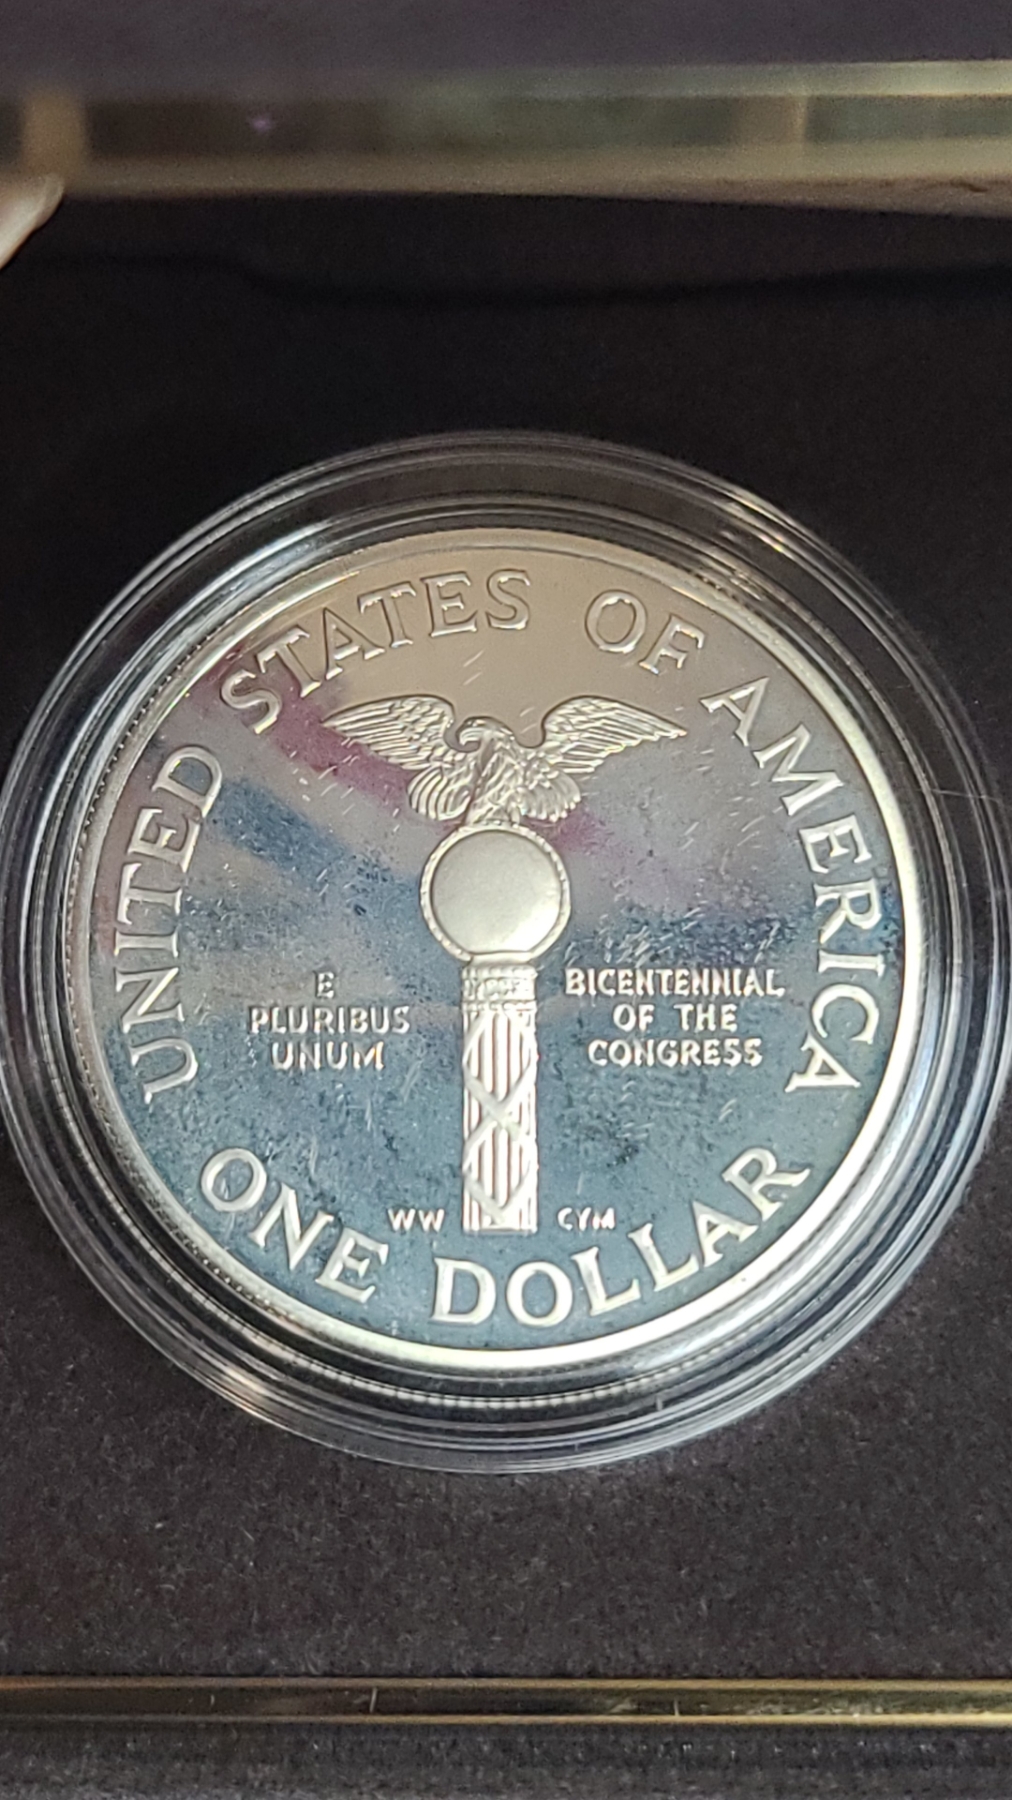 UNITED STATES OF AMERICA
E
PLURIBUS
UNUM
BICENTENNIAL
OF THE
CONGRESS
WW
CYM
ONE DOLLAR